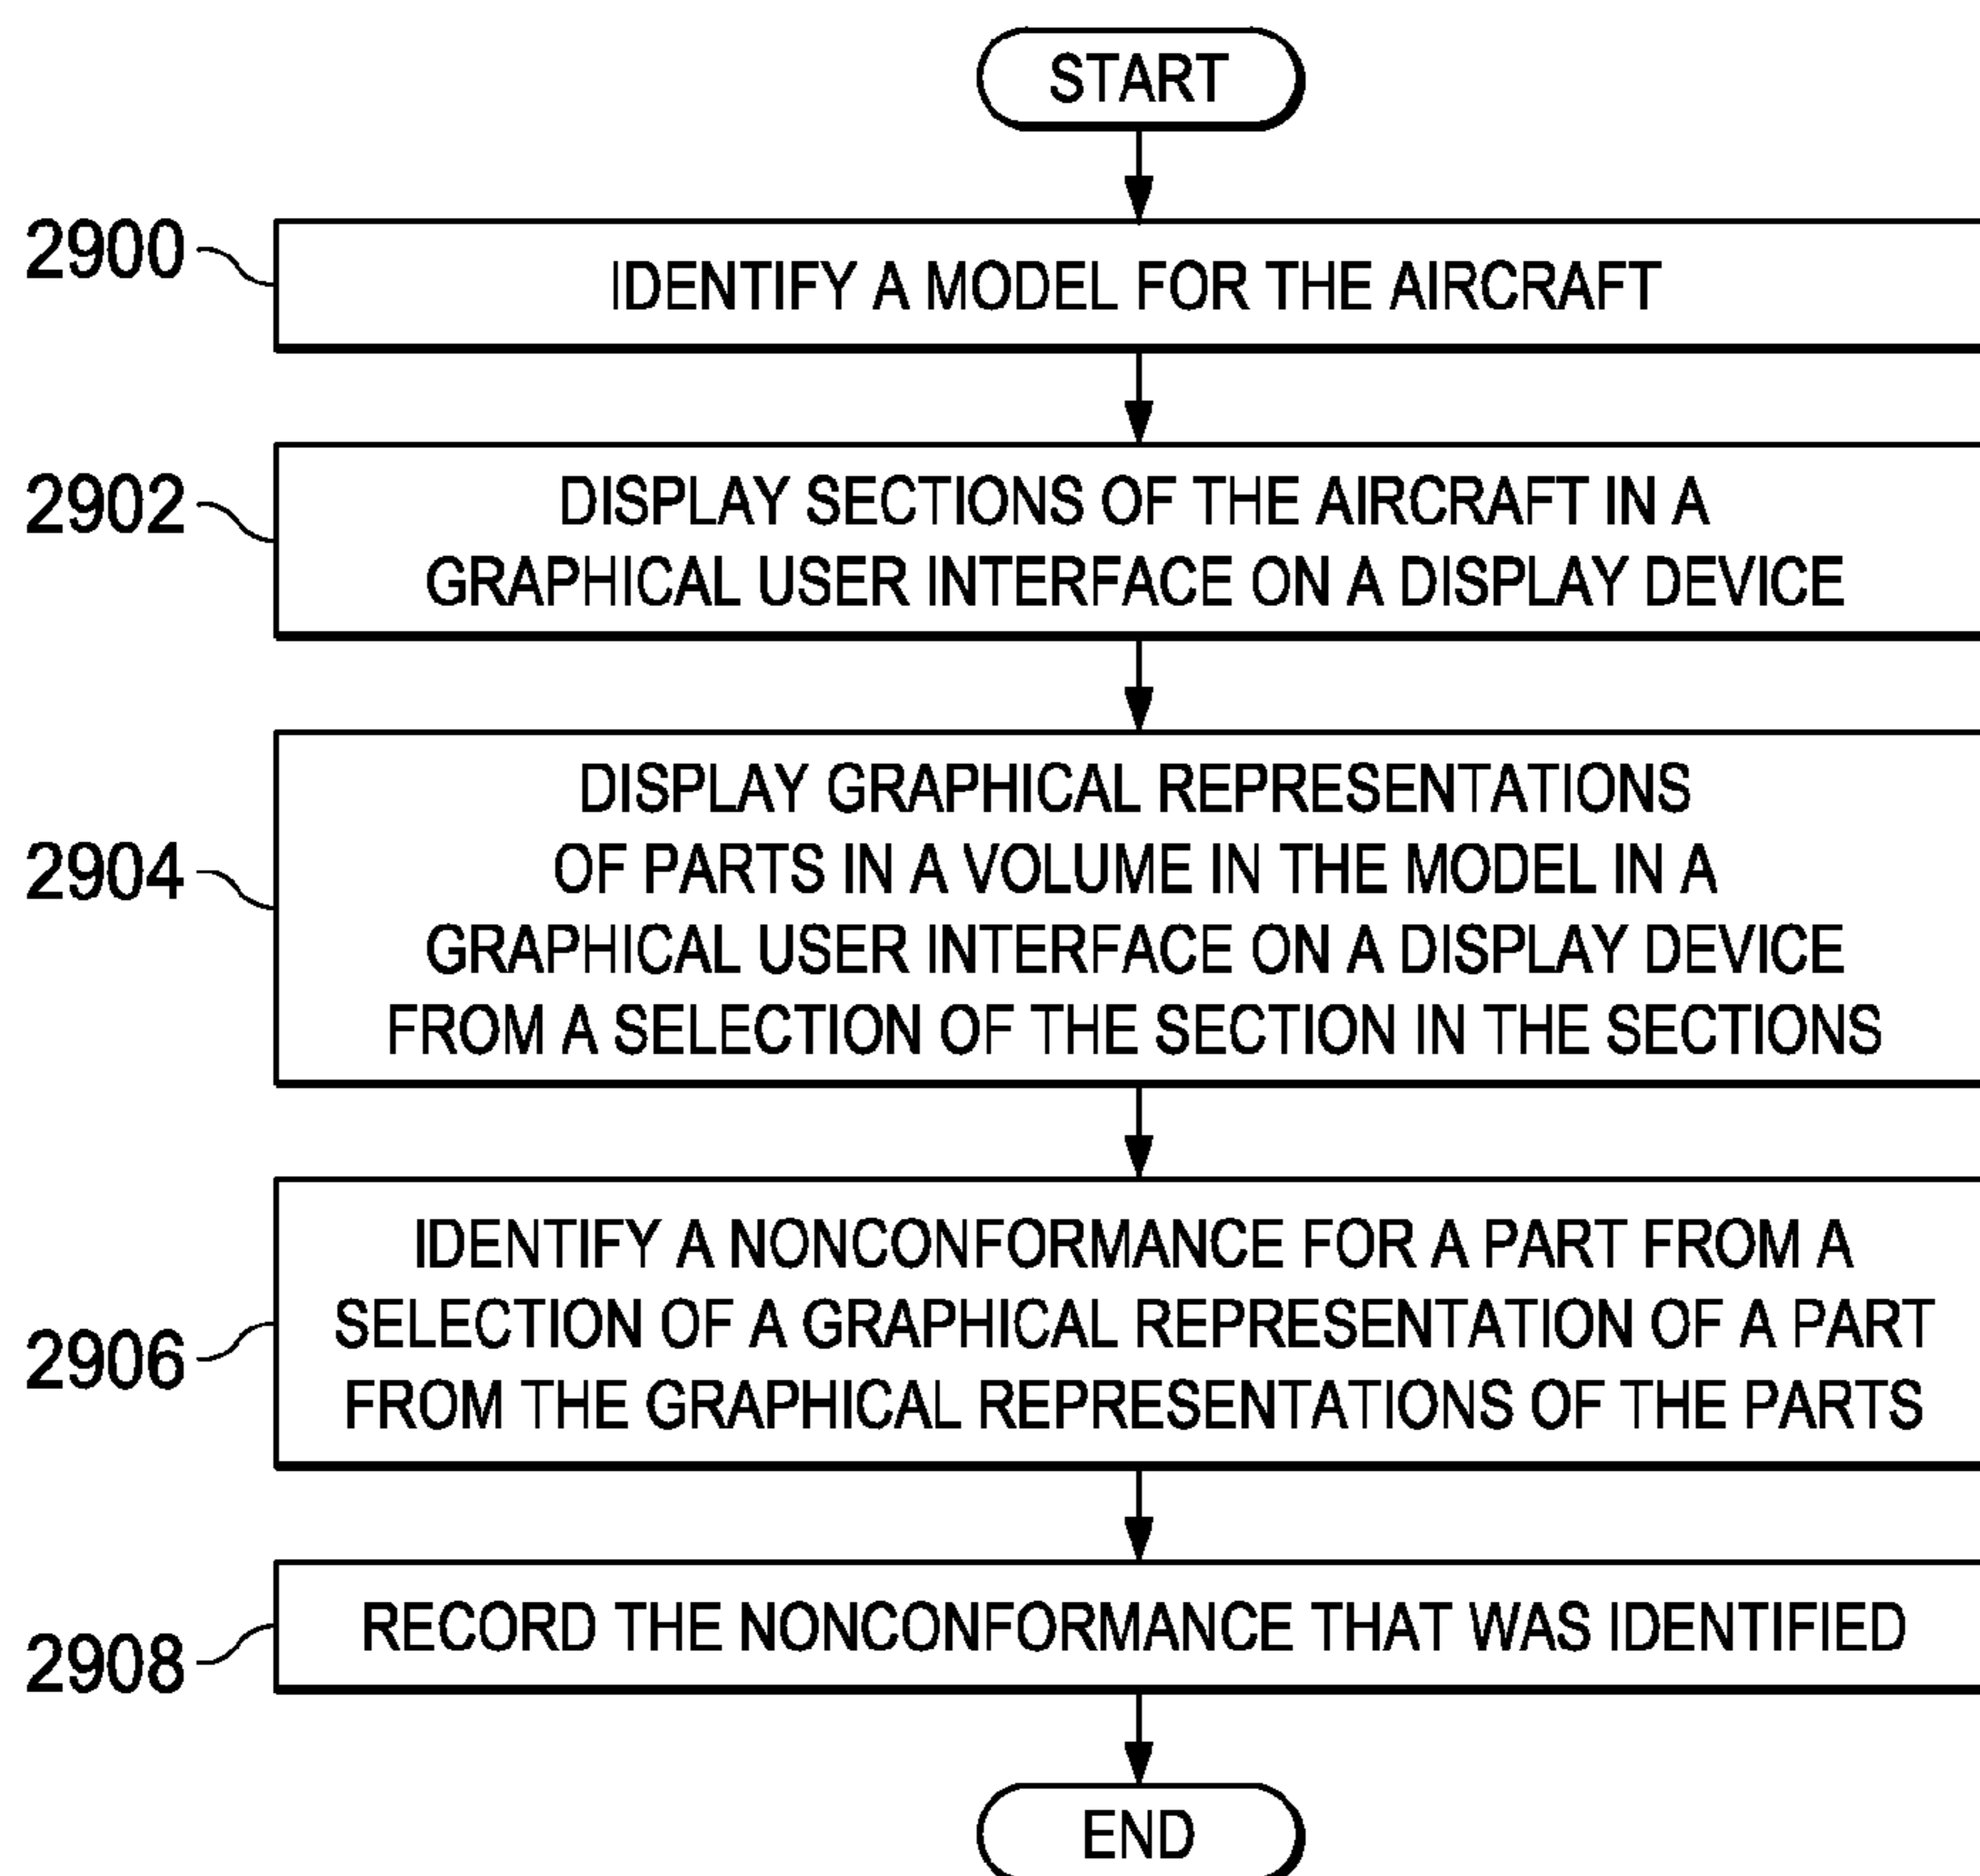 START
2900
IDENTIFY A MODEL FOR THE AIRCRAFT
2902
DISPLAY SECTIONS OF THE AIRCRAFT IN A
GRAPHICAL USER INTERFACE ON A DISPLAY DEVICE
2904
DISPLAY GRAPHICAL REPRESENTATIONS
OF PARTS IN A VOLUME IN THE MODEL IN A
GRAPHICAL USER INTERFACE ON A DISPLAY DEVICE
FROM A SELECTION OF THE SECTION IN THE SECTIONS
2906
IDENTIFY A NONCONFORMANCE FOR A PART FROM A
SELECTION OF A GRAPHICAL REPRESENTATION OF A PART
FROM THE GRAPHICAL REPRESENTATIONS OF THE PARTS
2908
RECORD THE NONCONFORMANCE THAT WAS IDENTIFIED
END